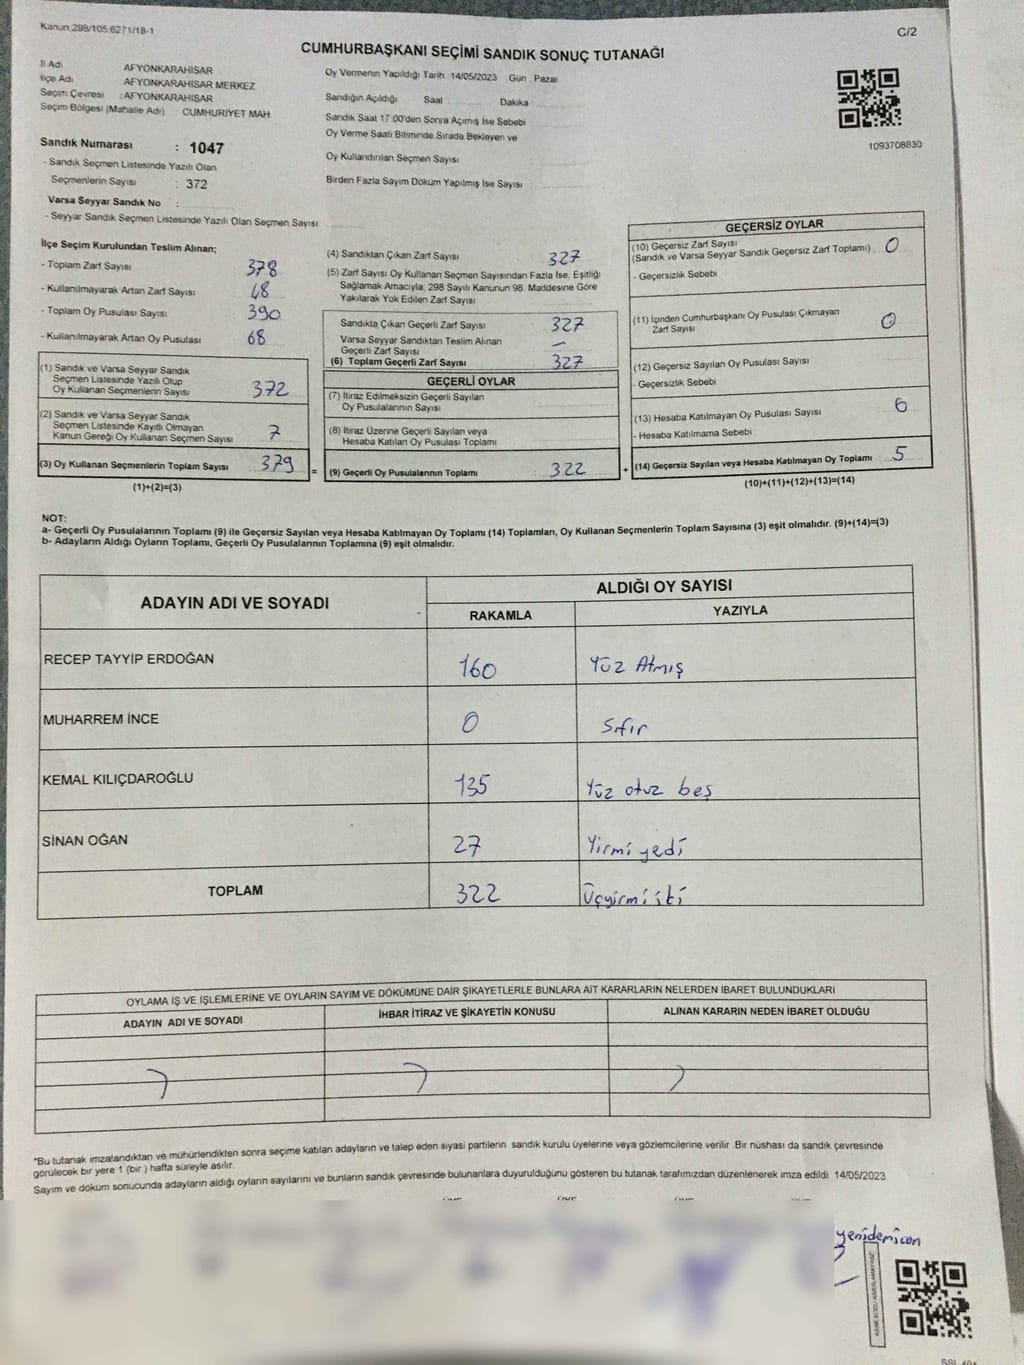 Kanun 298/105.62/1/18-1
C/2
CUMHURBAŞKANI SEÇİMİ SANDIK SONUÇ TUTANAĞI
İl Adı AFYONKARAHİSAR
İlçe Adı AFYONKARAHİSAR MERKEZ
Seçim Çevresi : AFYONKARAHİSAR
Seçim Bölgesi (Mahalle Adı) CUMHURİYET MAH
Oy Vermenin Yapıldığı Tarih 14/05/2023 Gün : Pazar
Sandığın Açıldığı Saat : Dakika
Sandık Saat 17:00'den Sonra Açımış İse Sebebi
Oy Verme Saati Bitiminde Sırada Bekleyen ve
Oy Kullandırılan Seçmen Sayısı
Birden Fazla Sayım Döküm Yapılmış İse Sayısı
1093708830
Sandık Numarası : 1047
- Sandık Seçmen Listesinde Yazılı Olan
Seçmenlerin Sayısı : 372
Varsa Seyyar Sandık No :
- Seyyar Sandık Seçmen Listesinde Yazılı Olan Seçmen Sayısı
İlçe Seçim Kurulundan Teslim Alınan;
- Toplam Zarf Sayısı 378
- Kullanılmayarak Artan Zarf Sayısı 48
- Toplam Oy Pusulası Sayısı 390
- Kullanılmayarak Artan Oy Pusulası 68
(1) Sandık ve Varsa Seyyar Sandık
Seçmen Listesinde Yazılı Olup
Oy Kullanan Seçmenlerin Sayısı 372
(2) Sandık ve Varsa Seyyar Sandık
Seçmen Listesinde Kayıtlı Olmayan
Kanun Gereği Oy Kullanan Seçmen Sayısı 7
(3) Oy Kullanan Seçmenlerin Toplam Sayısı 379
(1)+(2)=(3)
=
(4) Sandıktan Çıkan Zarf Sayısı 327
(5) Zarf Sayısı Oy Kullanan Seçmen Sayısından Fazla İse, Eşitliği
Sağlamak Amacıyla, 298 Sayılı Kanunun 98. Maddesine Göre
Yakılarak Yok Edilen Zarf Sayısı
Sandıkta Çıkan Geçerli Zarf Sayısı 327
Varsa Seyyar Sandıktan Teslim Alınan
Geçerli Zarf Sayısı –
(6) Toplam Geçerli Zarf Sayısı 327
GEÇERLİ OYLAR
(7) İtiraz Edilmeksizin Geçerli Sayılan
Oy Pusulalarının Sayısı
(8) İtiraz Üzerine Geçerli Sayılan veya
Hesaba Katılan Oy Pusulası Toplamı
(9) Geçerli Oy Pusulalarının Toplamı 322
+
GEÇERSİZ OYLAR
(10) Geçersiz Zarf Sayısı
(Sandık ve Varsa Seyyar Sandık Geçersiz Zarf Toplamı) 0
- Geçersizlik Sebebi
(11) İçinden Cumhurbaşkanı Oy Pusulası Çıkmayan
Zarf Sayısı 0
(12) Geçersiz Sayılan Oy Pusulası Sayısı
- Geçersizlik Sebebi
(13) Hesaba Katılmayan Oy Pusulası Sayısı 6
- Hesaba Katılmama Sebebi
(14) Geçersiz Sayılan veya Hesaba Katılmayan Oy Toplamı 5
(10)+(11)+(12)+(13)=(14)
NOT:
a- Geçerli Oy Pusulalarının Toplamı (9) ile Geçersiz Sayılan veya Hesaba Katılmayan Oy Toplamı (14) Toplamları, Oy Kullanan Seçmenlerin Toplam Sayısına (3) eşit olmalıdır. (9)+(14)=(3)
b- Adayların Aldığı Oyların Toplamı, Geçerli Oy Pusulalarının Toplamına (9) eşit olmalıdır.
ADAYIN ADI VE SOYADI
ALDIĞI OY SAYISI
RAKAMLA YAZIYLA
RECEP TAYYİP ERDOĞAN 160 Yüz Atmış
MUHARREM İNCE 0 Sıfır
KEMAL KILIÇDAROĞLU 135 Yüz otuz beş
SİNAN OĞAN 27 Yirmi yedi
TOPLAM 322 Üçyirmi iki
OYLAMA İŞ VE İŞLEMLERİNE VE OYLARIN SAYIM VE DÖKÜMÜNE DAİR ŞİKAYETLERLE BUNLARA AİT KARARLARIN NELERDEN İBARET BULUNDUKLARI
ADAYIN ADI VE SOYADI İHBAR İTİRAZ VE ŞİKAYETİN KONUSU ALINAN KARARIN NEDEN İBARET OLDUĞU
*Bu tutanak imzalandıktan ve mühürlendikten sonra seçime katılan adayların ve talep eden siyasi partilerin sandık kurulu üyelerine veya gözlemcilerine verilir. Bir nüshası da sandık çevresinde
görülecek bir yere 1 (bir ) hafta süreyle asılır.
Sayım ve döküm sonucunda adayların aldığı oyların sayılarını ve bunların sandık çevresinde bulunanlara duyurulduğunu gösteren bu tutanak tarafımızdan düzenlenerek imza edildi 14/05/2023